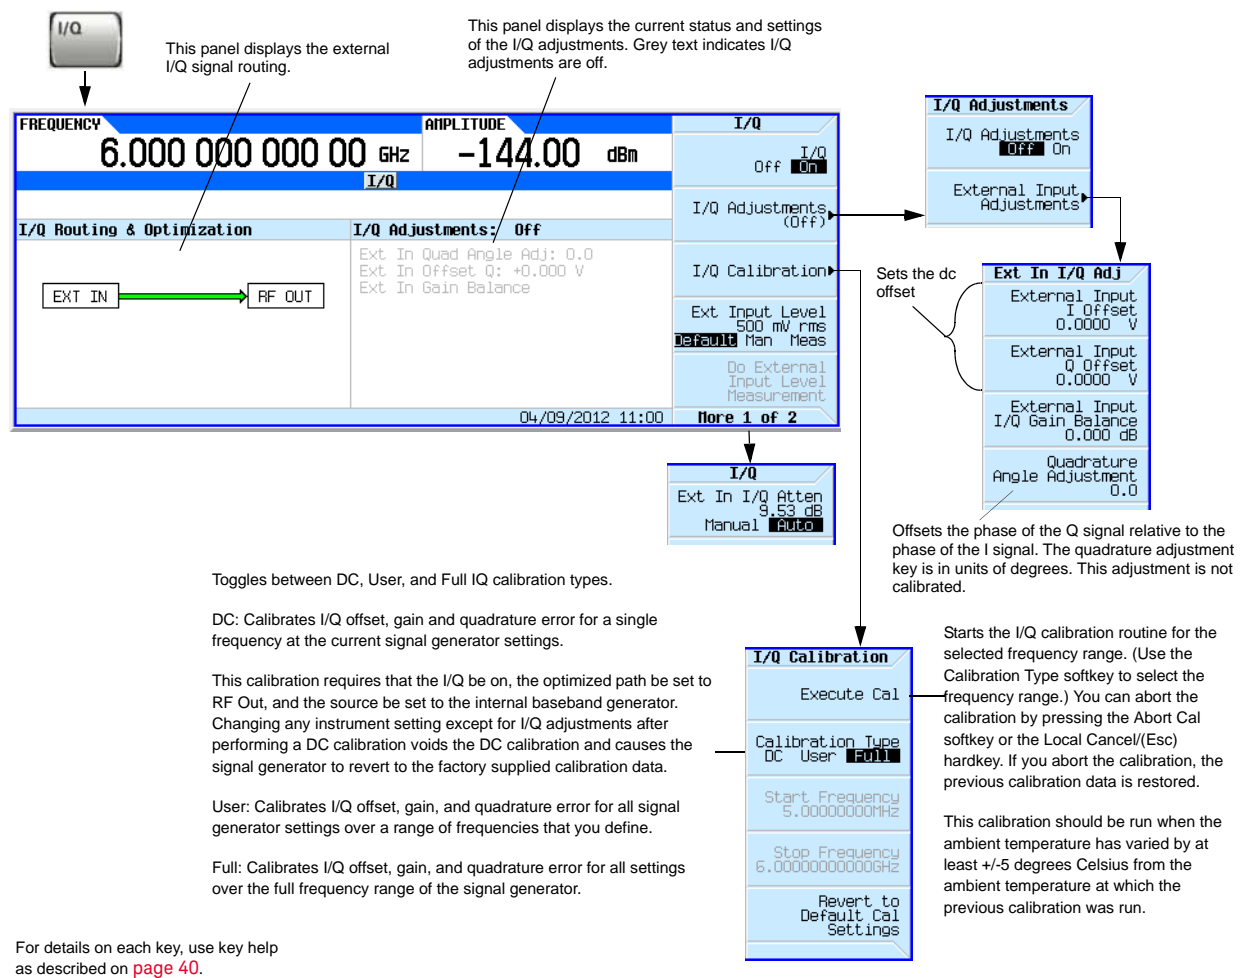 I/Q
This panel displays the external
I/Q signal routing.
This panel displays the current status and settings
of the I/Q adjustments. Grey text indicates I/Q
adjustments are off.
FREQUENCY
6.000 000 000 00 GHz
AMPLITUDE
-144.00 dBm
I/Q
I/Q Routing & Optimization
EXT IN
RF OUT
I/Q Adjustments: Off
Ext In Quad Angle Adj: 0.0
Ext In Offset Q: +0.000 V
Ext In Gain Balance
04/09/2012 11:00
I/Q
I/Q
Off On
I/Q Adjustments
(Off)
I/Q Calibration
Ext Input Level
500 mV rms
Default Man Meas
Do External
Input Level
Measurement
More 1 of 2
I/Q Adjustments
I/Q Adjustments
Off On
External Input
Adjustments
Sets the dc
offset
Ext In I/Q Adj
External Input
I Offset
0.0000 V
External Input
Q Offset
0.0000 V
External Input
I/Q Gain Balance
0.000 dB
Quadrature
Angle Adjustment
0.0
Offsets the phase of the Q signal relative to the
phase of the I signal. The quadrature adjustment
key is in units of degrees. This adjustment is not
calibrated.
I/Q
Ext In I/Q Atten
9.53 dB
Manual Auto
Toggles between DC, User, and Full IQ calibration types.
DC: Calibrates I/Q offset, gain and quadrature error for a single
frequency at the current signal generator settings.
This calibration requires that the I/Q be on, the optimized path be set to
RF Out, and the source be set to the internal baseband generator.
Changing any instrument setting except for I/Q adjustments after
performing a DC calibration voids the DC calibration and causes the
signal generator to revert to the factory supplied calibration data.
User: Calibrates I/Q offset, gain, and quadrature error for all signal
generator settings over a range of frequencies that you define.
Full: Calibrates I/Q offset, gain, and quadrature error for all settings
over the full frequency range of the signal generator.
I/Q Calibration
Execute Cal
Calibration Type
DC User Full
Start Frequency
5.00000000MHz
Stop Frequency
6.00000000000GHz
Revert to
Default Cal
Settings
Starts the I/Q calibration routine for the
selected frequency range. (Use the
Calibration Type softkey to select the
frequency range.) You can abort the
calibration by pressing the Abort Cal
softkey or the Local Cancel/(Esc)
hardkey. If you abort the calibration, the
previous calibration data is restored.
This calibration should be run when the
ambient temperature has varied by at
least +/-5 degrees Celsius from the
ambient temperature at which the
previous calibration was run.
For details on each key, use key help
as described on page 40.